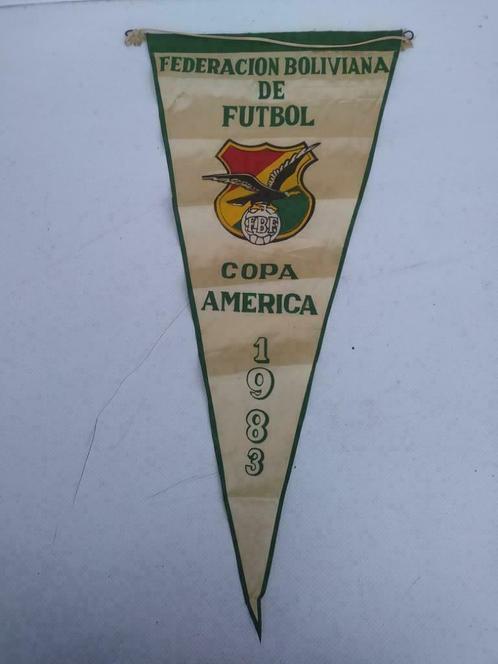 FEDERACION BOLIVIANA
DE
FUTBOL
FBF
COPA
AMERICA
1
9
8
3